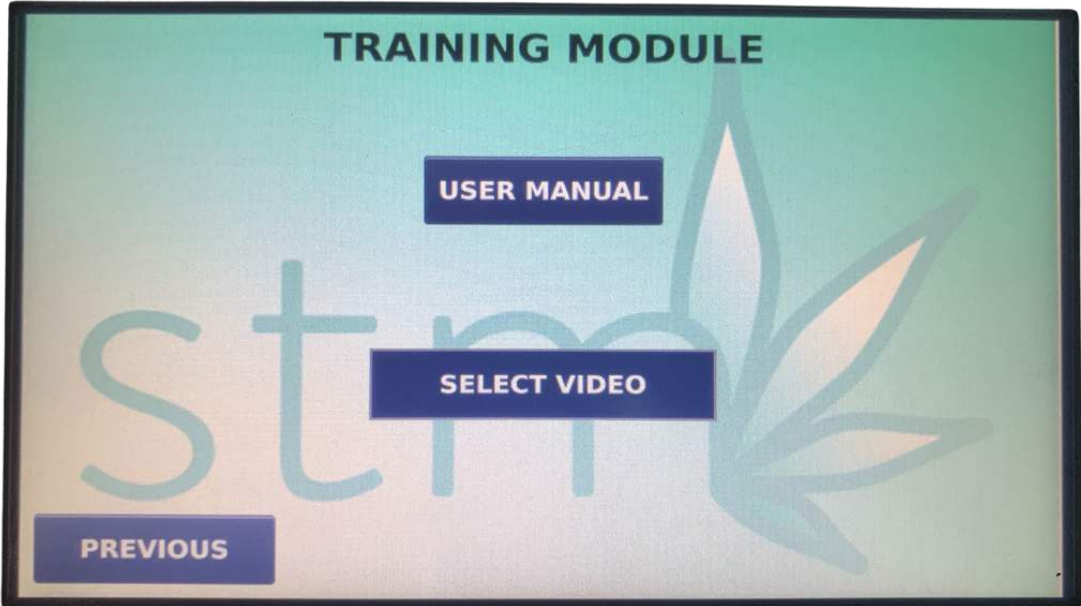 TRAINING MODULE
USER MANUAL
stm
SELECT VIDEO
PREVIOUS